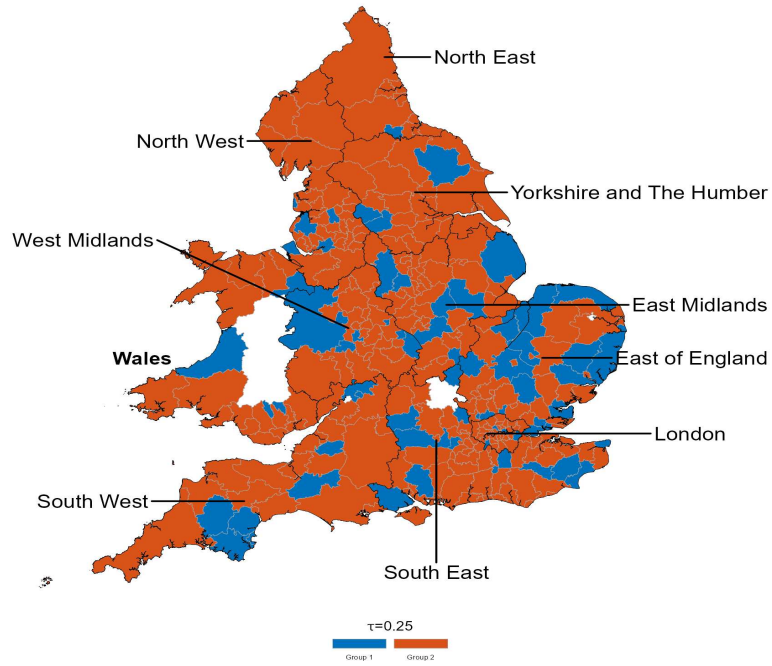 North East
North West
Yorkshire and The Humber
West Midlands
East Midlands
Wales
East of England
London
South West
South East
τ=0.25
Group 1
Group 2